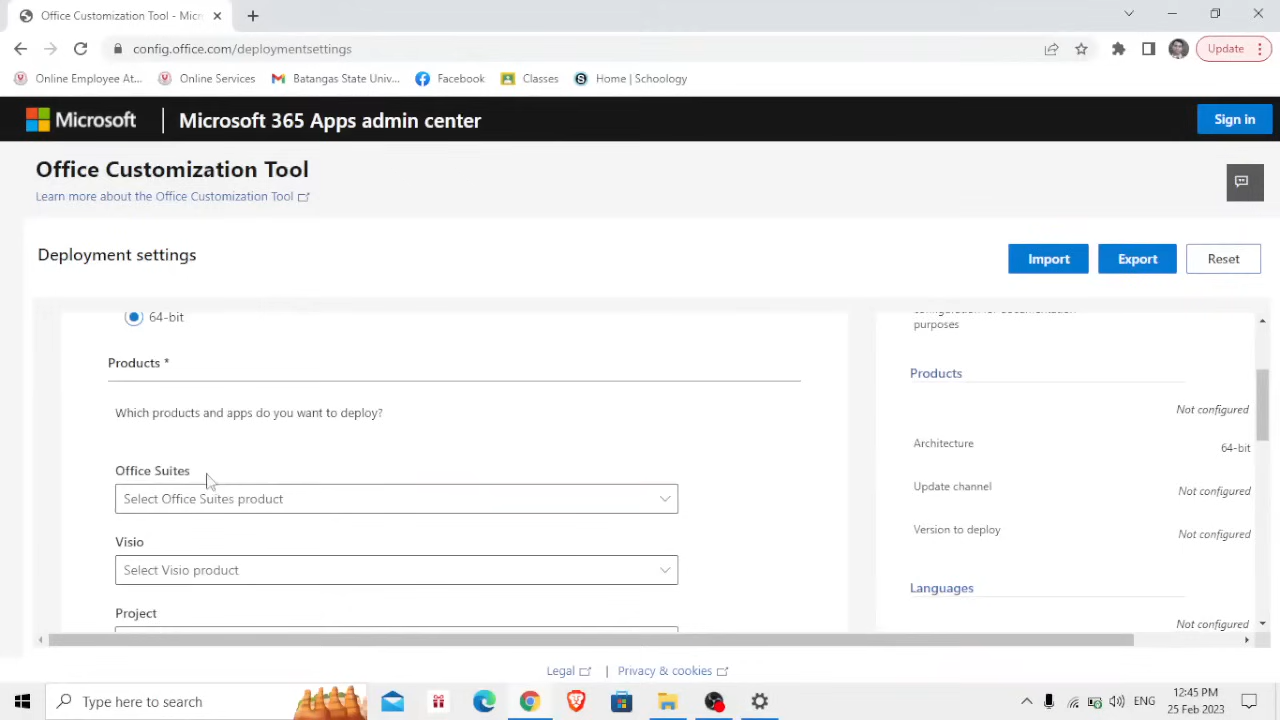 Office Customization Tool - Micr
config.office.com/deploymentsettings
Update
Online Employee At...
Online Services
Batangas State Univ...
Facebook
Classes
Home | Schoology
Microsoft
Microsoft 365 Apps admin center
Sign in
Office Customization Tool
Learn more about the Office Customization Tool
Deployment settings
Import
Export
Reset
64-bit
Products *
Which products and apps do you want to deploy?
Office Suites
Select Office Suites product
Visio
Select Visio product
Project
purposes
Products
Not configured
Architecture
64-bit
Update channel
Not configured
Version to deploy
Not configured
Languages
Not configured
Legal
| Privacy & cookies
Type here to search
ENG
12:45 PM
25 Feb 2023